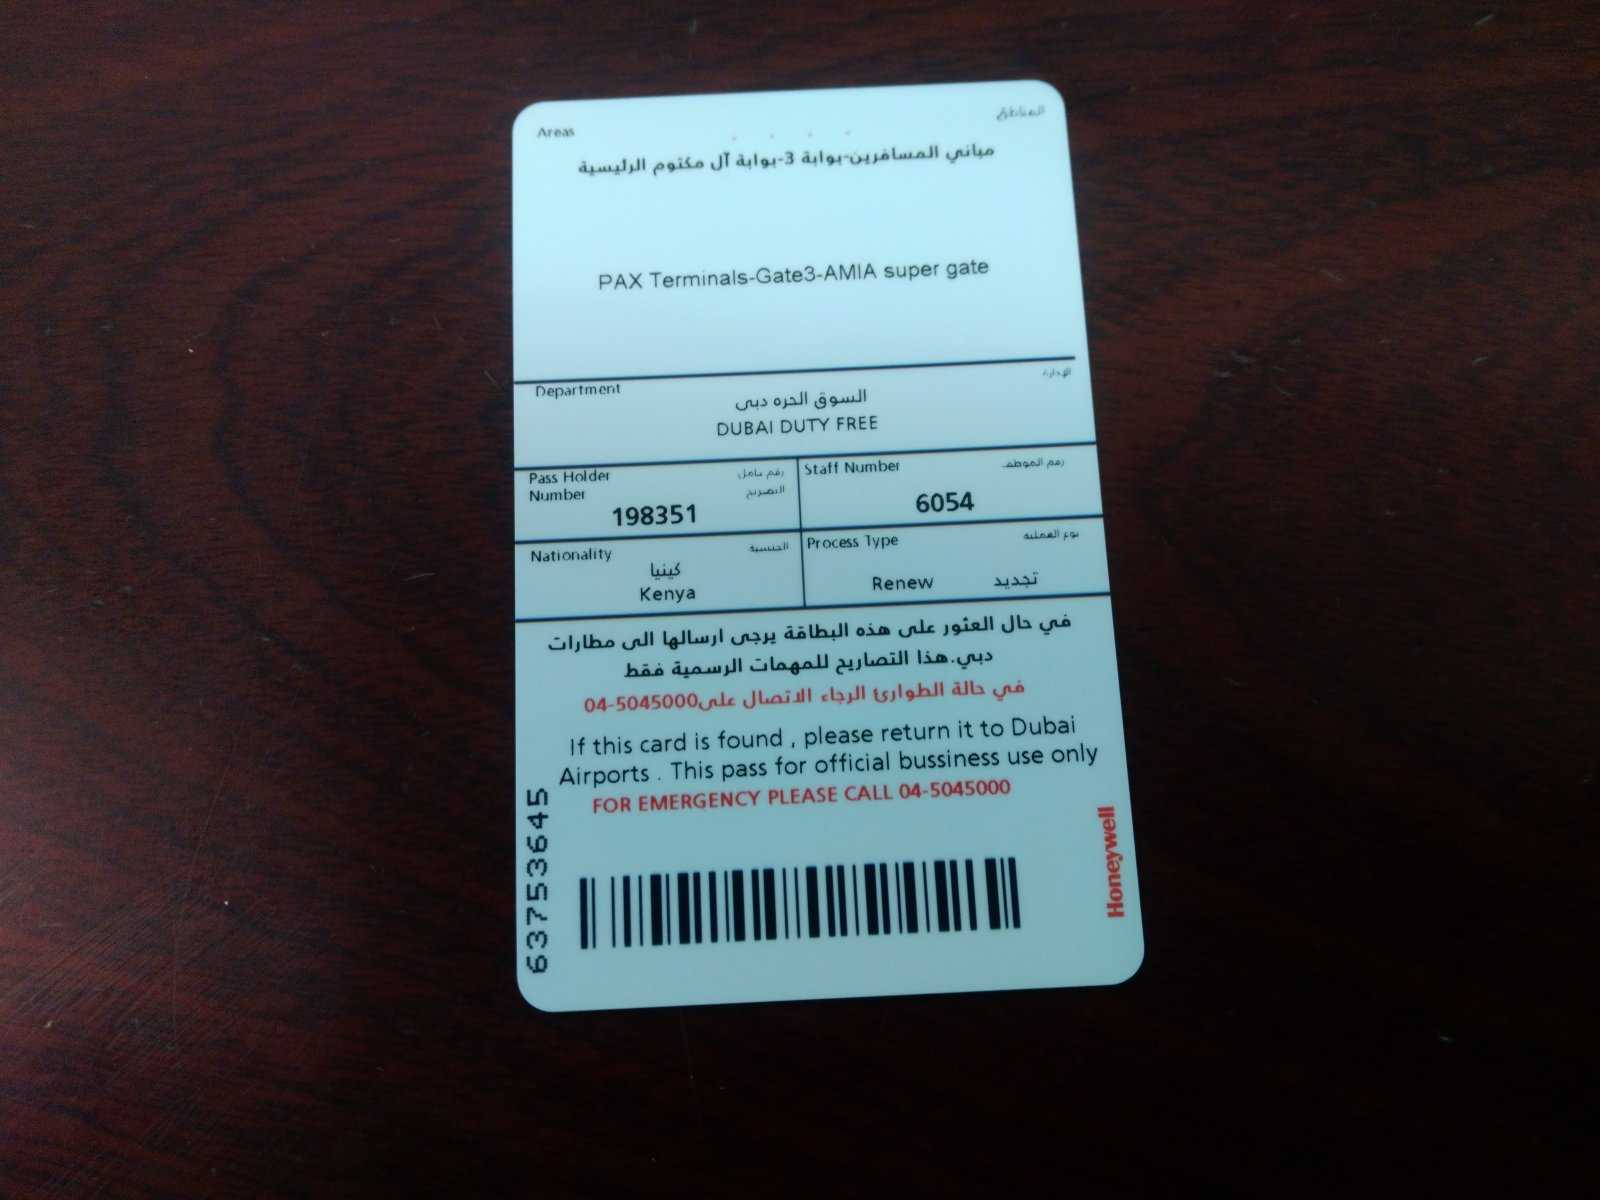 Areas المناطق
مباني المسافرين-بوابة 3-بوابة آل مكتوم الرئيسية
PAX Terminals-Gate3-AMIA super gate
Department الإدارة
السوق الحره دبي
DUBAI DUTY FREE
Pass Holder رقم حامل
Number التصريح
198351
Staff Number رقم الموظف
6054
Nationality الجنسية
كينيا
Kenya
Process Type نوع العملية
Renew تجديد
في حال العثور على هذه البطاقة يرجى ارسالها الى مطارات
دبي.هذا التصاريح للمهمات الرسمية فقط
في حالة الطوارئ الرجاء الاتصال على04-5045000
If this card is found , please return it to Dubai
Airports . This pass for official bussiness use only
FOR EMERGENCY PLEASE CALL 04-5045000
63753645
Honeywell